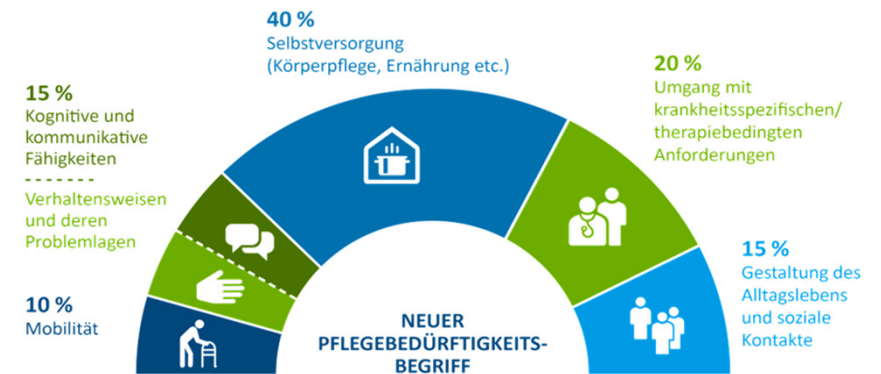 40 %
Selbstversorgung
(Körperpflege, Ernährung etc.)
15 %
Kognitive und
kommunikative
Fähigkeiten
- - - - - - -
Verhaltensweisen
und deren
Problemlagen
10 %
Mobilität
20 %
Umgang mit
krankheitsspezifischen/
therapiebedingten
Anforderungen
15 %
Gestaltung des
Alltagslebens
und soziale
Kontakte
NEUER
PFLEGEBEDÜRFTIGKEITS-
BEGRIFF